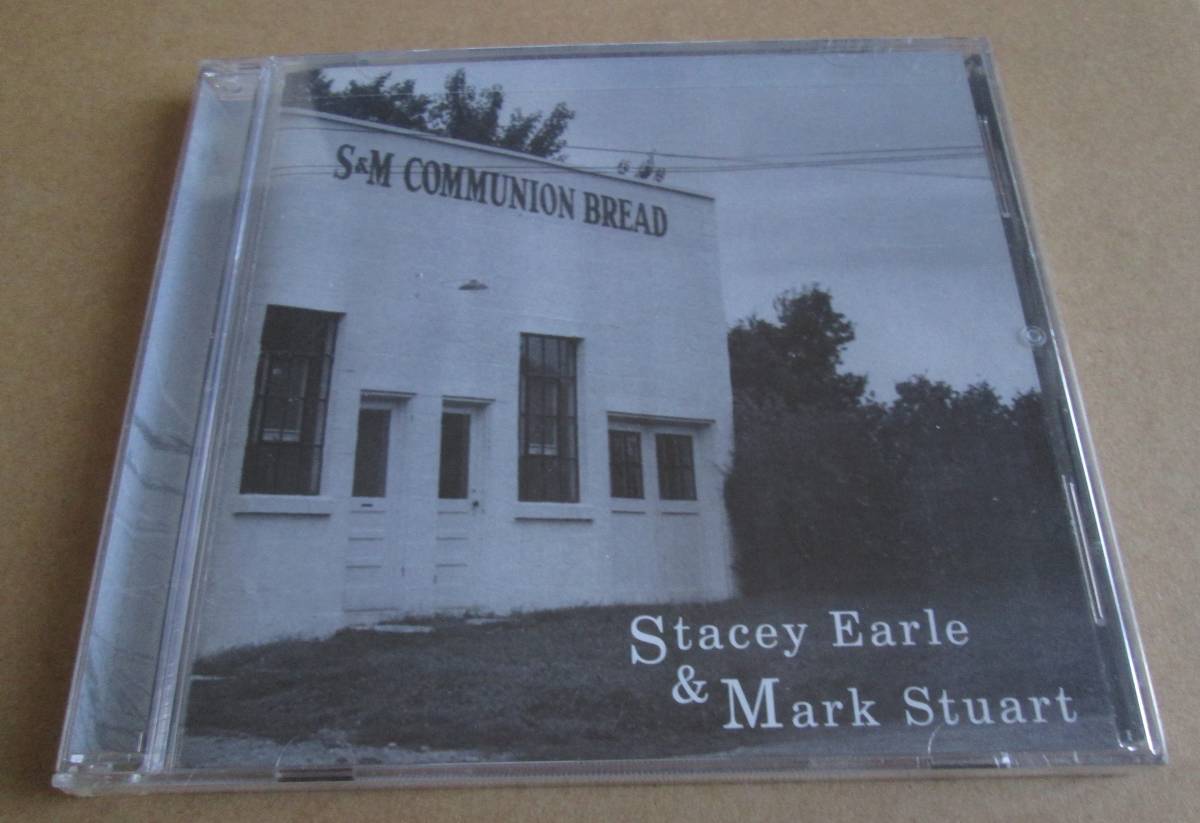 S&M COMMUNION BREAD
Stacey Earle
& Mark Stuart